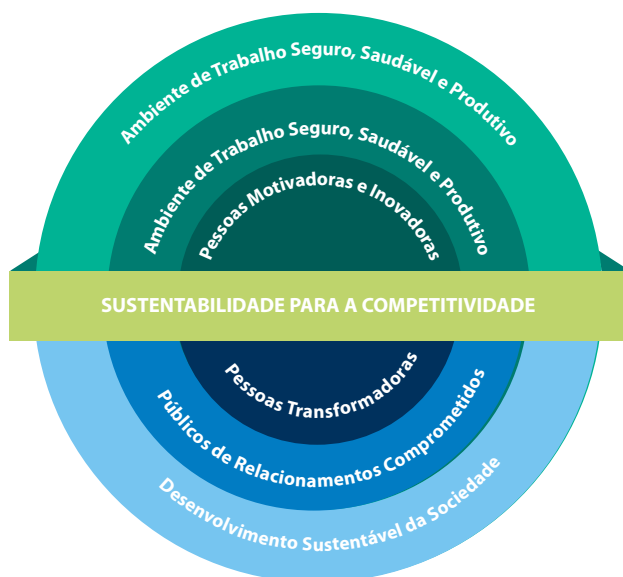 Ambiente de Trabalho Seguro, Saudável e Produtivo
Ambiente de Trabalho Seguro, Saudável e Produtivo
Pessoas Motivadoras e Inovadoras
SUSTENTABILIDADE PARA A COMPETITIVIDADE
Pessoas Transformadoras
Públicos de Relacionamentos Comprometidos
Desenvolvimento Sustentável da Sociedade